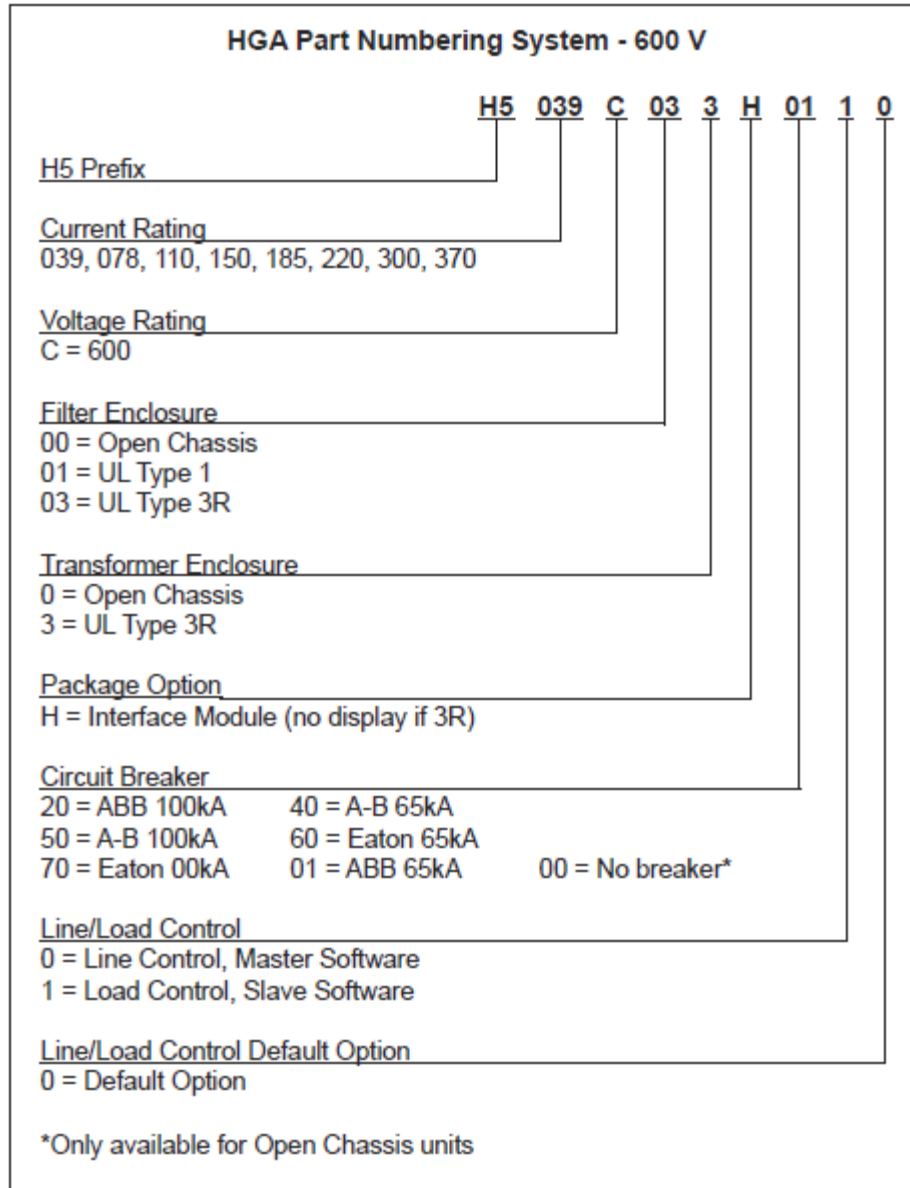 HGA Part Numbering System - 600 V
H5 039 C 03 3 H 01 1 0
H5 Prefix
Current Rating
039, 078, 110, 150, 185, 220, 300, 370
Voltage Rating
C = 600
Filter Enclosure
00 = Open Chassis
01 = UL Type 1
03 = UL Type 3R
Transformer Enclosure
0 = Open Chassis
3 = UL Type 3R
Package Option
H = Interface Module (no display if 3R)
Circuit Breaker
20 = ABB 100kA 40 = A-B 65kA
50 = A-B 100kA 60 = Eaton 65kA
70 = Eaton 00kA 01 = ABB 65kA 00 = No breaker*
Line/Load Control
0 = Line Control, Master Software
1 = Load Control, Slave Software
Line/Load Control Default Option
0 = Default Option
*Only available for Open Chassis units